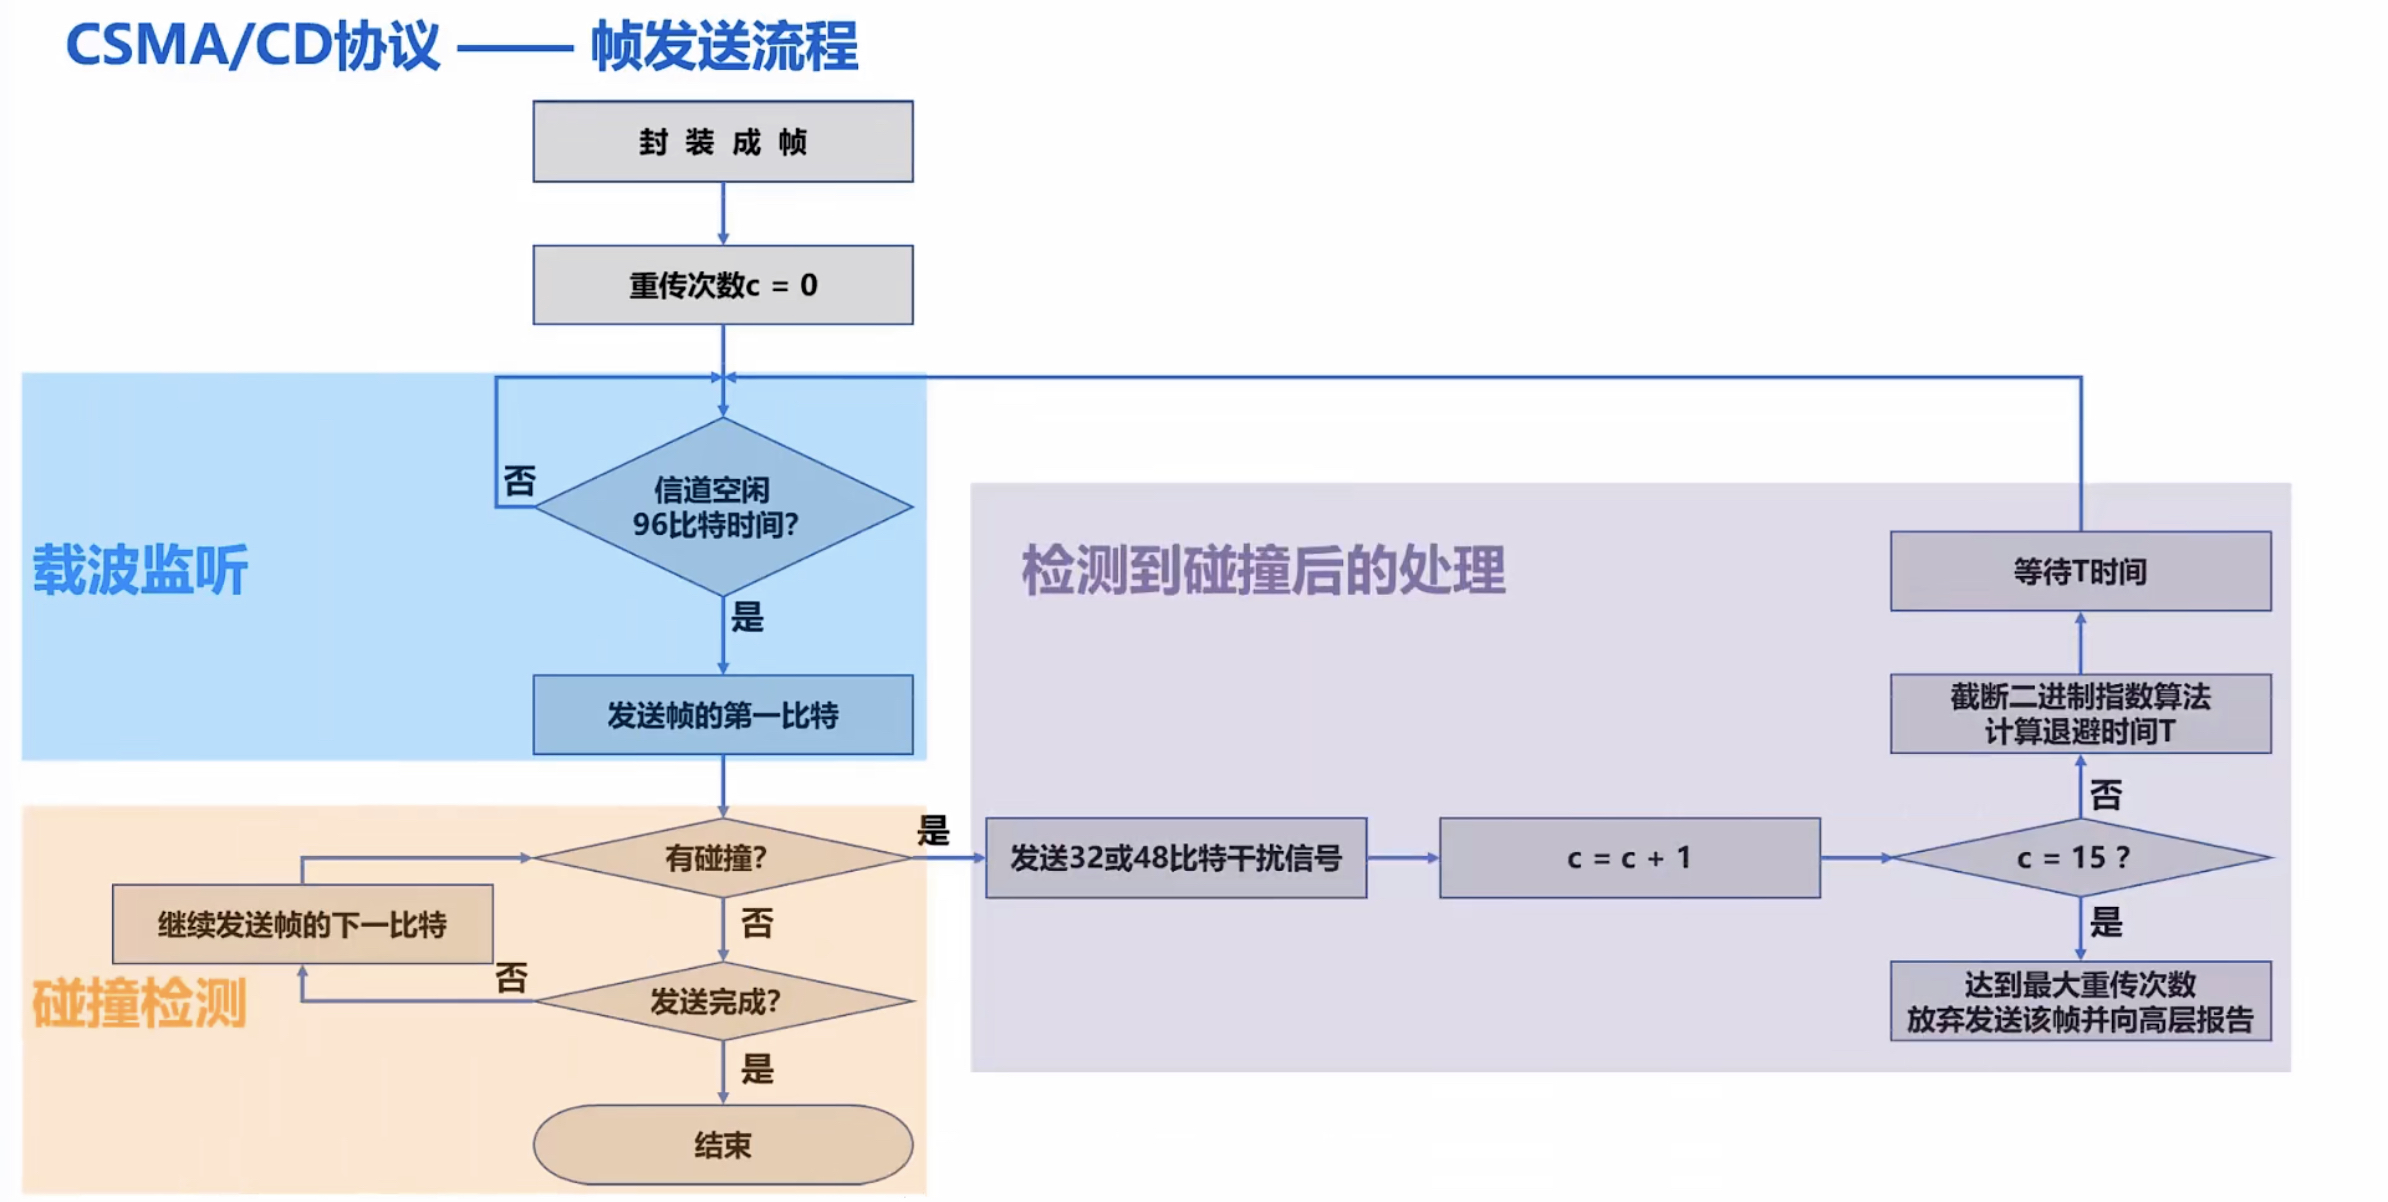 CSMA/CD协议 —— 帧发送流程
封 装 成 帧
重传次数c = 0
载波监听
信道空闲
96比特时间?
否
是
发送帧的第一比特
碰撞检测
有碰撞?
是
否
继续发送帧的下一比特
发送完成?
否
是
结束
检测到碰撞后的处理
发送32或48比特干扰信号
c = c + 1
c = 15 ?
否
截断二进制指数算法
计算退避时间T
等待T时间
是
达到最大重传次数
放弃发送该帧并向高层报告